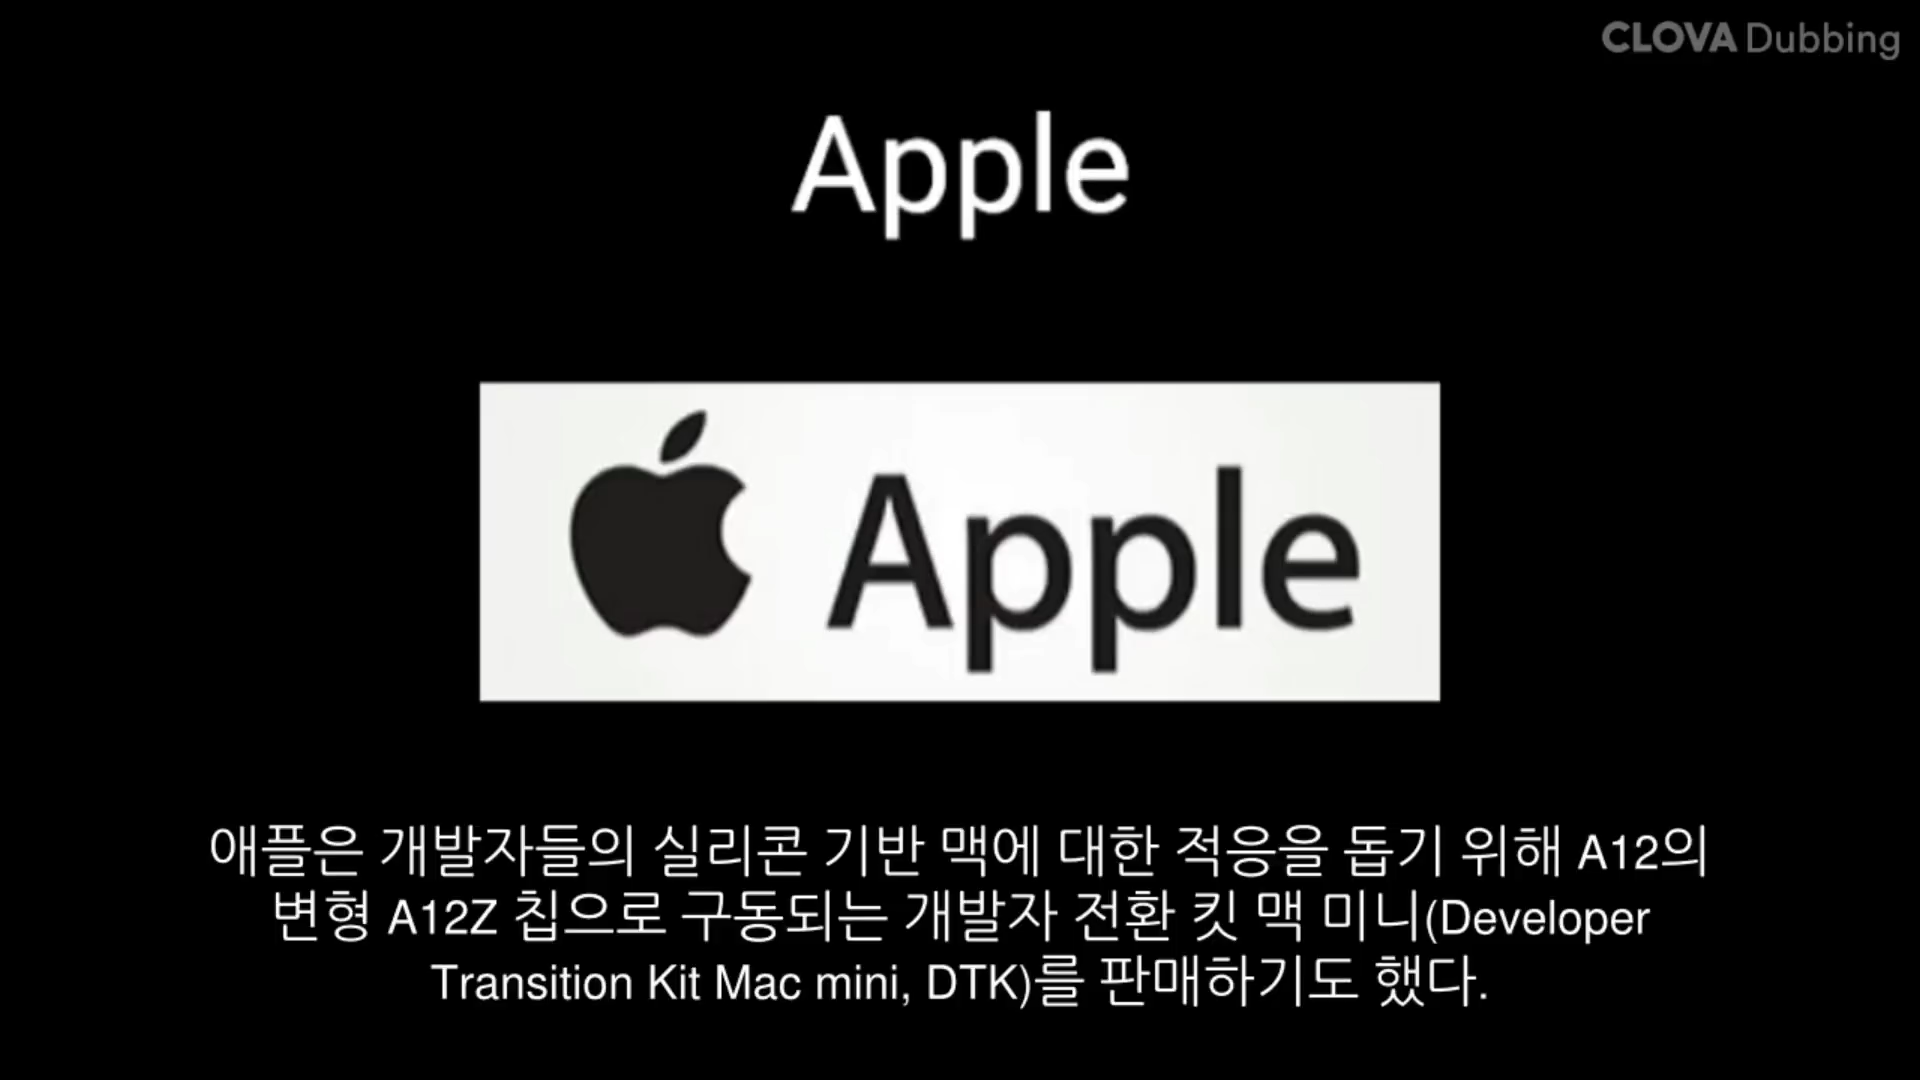 CLOVA Dubbing
Apple
Apple
애플은 개발자들의 실리콘 기반 맥에 대한 적응을 돕기 위해 A12의
변형 A12Z 칩으로 구동되는 개발자 전환 킷 맥 미니(Developer
Transition Kit Mac mini, DTK)를 판매하기도 했다.